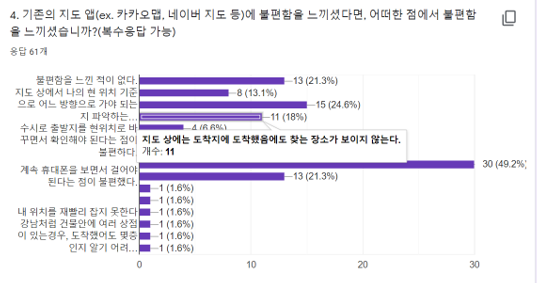 4. 기존의 지도 앱(ex. 카카오맵, 네이버 지도 등)에 불편함을 느끼셨다면, 어떠한 점에서 불편함
을 느끼셨습니까?(복수응답 가능)
응답 61개
불편함을 느낀 적이 없다.
13 (21.3%)
지도 상에서 나의 현 위치 기준
8 (13.1%)
으로 어느 방향으로 가야 되는
15 (24.6%)
지 파악하는…
11 (18%)
수시로 출발지를 현위치로 바
4 (6.6%)
꾸면서 확인해야 된다는 점이
불편하다.
지도 상에는 도착지에 도착했음에도 찾는 장소가 보이지 않는다.
개수: 11
30 (49.2%)
계속 휴대폰을 보면서 걸어야
13 (21.3%)
된다는 점이 불편했다.
1 (1.6%)
1 (1.6%)
내 위치를 재빨리 잡지 못한다
1 (1.6%)
강남처럼 건물안에 여러 상점
1 (1.6%)
이 있는경우, 도착했어도 몇층
1 (1.6%)
인지 알기 어려…
1 (1.6%)
0
10
20
30